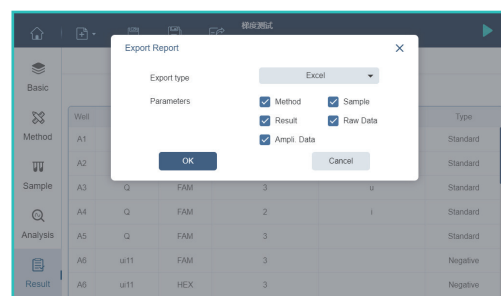 梯度测试
Export Report
Export type Excel
Parameters Method Sample
Result Raw Data
Ampli. Data
OK Cancel
Basic
Method
Sample
Analysis
Result
Well Type
A1 Standard
A2 Standard
A3 Q FAM 3 u Standard
A4 Q FAM 2 i Standard
A5 Q FAM 3 Standard
A6 ui11 FAM 3 Negative
A6 ui11 HEX 3 Negative